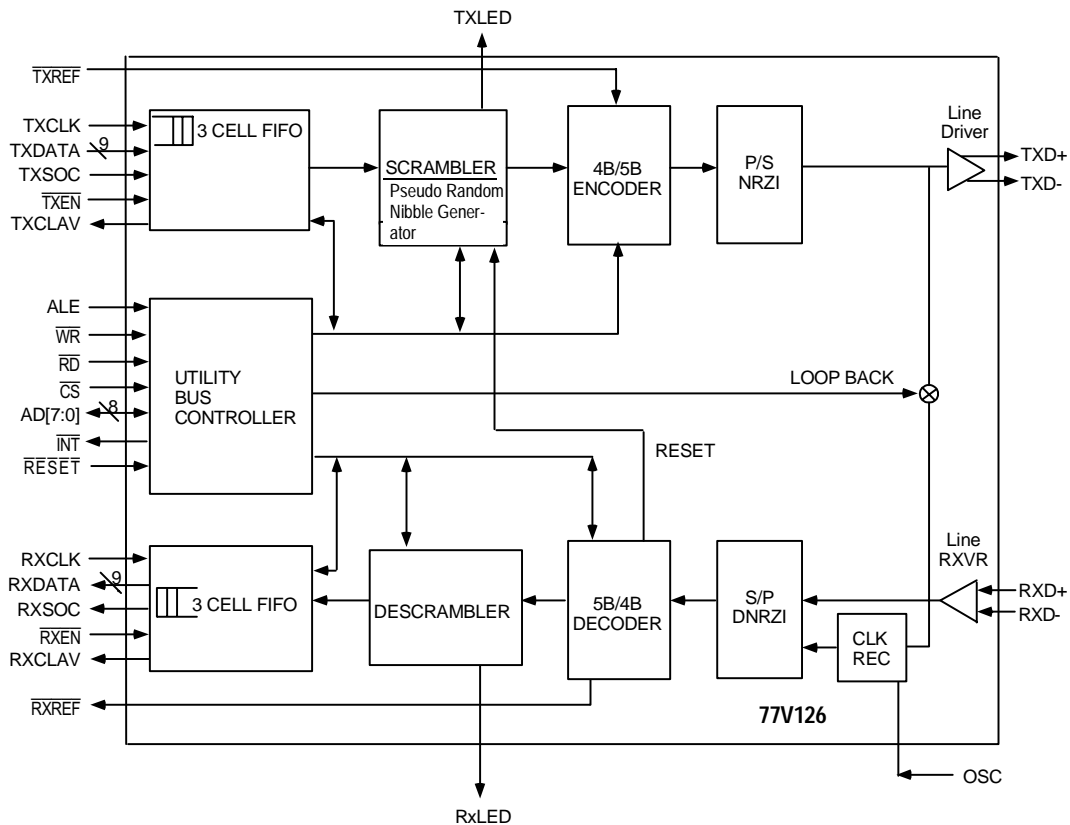 TXLED
TXREF
TXCLK
TXDATA
9
TXSOC
TXEN
TXCLAV
3 CELL FIFO
SCRAMBLER
Pseudo Random
Nibble Gener-
ator
4B/5B
ENCODER
P/S
NRZI
Line
Driver
TXD+
TXD-
ALE
WR
RD
CS
AD[7:0]
8
INT
RESET
UTILITY
BUS
CONTROLLER
LOOP BACK
RESET
RXCLK
RXDATA
9
RXSOC
RXEN
RXCLAV
RXREF
3 CELL FIFO
DESCRAMBLER
5B/4B
DECODER
S/P
DNRZI
CLK
REC
Line
RXVR
RXD+
RXD-
77V126
OSC
RxLED